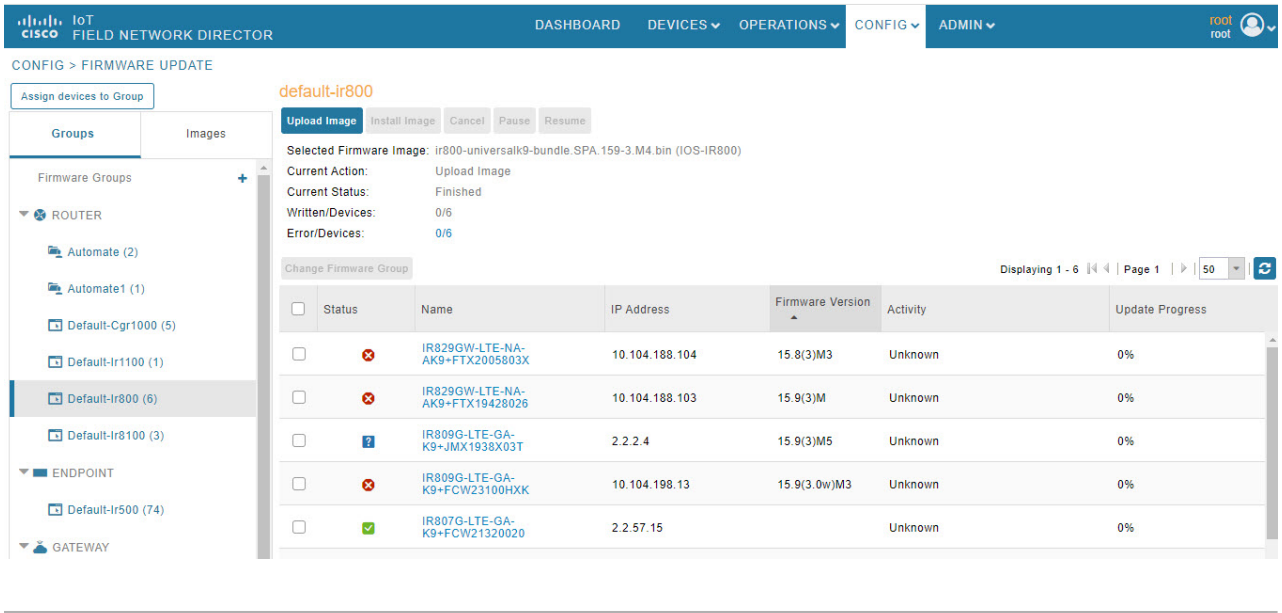 IoT
CISCO FIELD NETWORK DIRECTOR
DASHBOARD DEVICES OPERATIONS CONFIG ADMIN
root
root
CONFIG > FIRMWARE UPDATE
Assign devices to Group
Groups Images
Firmware Groups +
ROUTER
Automate (2)
Automate1 (1)
Default-Cgr1000 (5)
Default-Ir1100 (1)
Default-Ir800 (6)
Default-Ir8100 (3)
ENDPOINT
Default-Ir500 (74)
GATEWAY
default-ir800
Upload Image Install Image Cancel Pause Resume
Selected Firmware Image: ir800-universalk9-bundle.SPA.159-3.M4.bin (IOS-IR800)
Current Action: Upload Image
Current Status: Finished
Written/Devices: 0/6
Error/Devices: 0/6
Change Firmware Group
Displaying 1 - 6 | Page 1 | 50
Status Name IP Address Firmware Version Activity Update Progress
IR829GW-LTE-NA-
AK9+FTX2005803X 10.104.188.104 15.8(3)M3 Unknown 0%
IR829GW-LTE-NA-
AK9+FTX19428026 10.104.188.103 15.9(3)M Unknown 0%
IR809G-LTE-GA-
K9+JMX1938X03T 2.2.2.4 15.9(3)M5 Unknown 0%
IR809G-LTE-GA-
K9+FCW23100HXK 10.104.198.13 15.9(3.0w)M3 Unknown 0%
IR807G-LTE-GA-
K9+FCW21320020 2.2.57.15 Unknown 0%